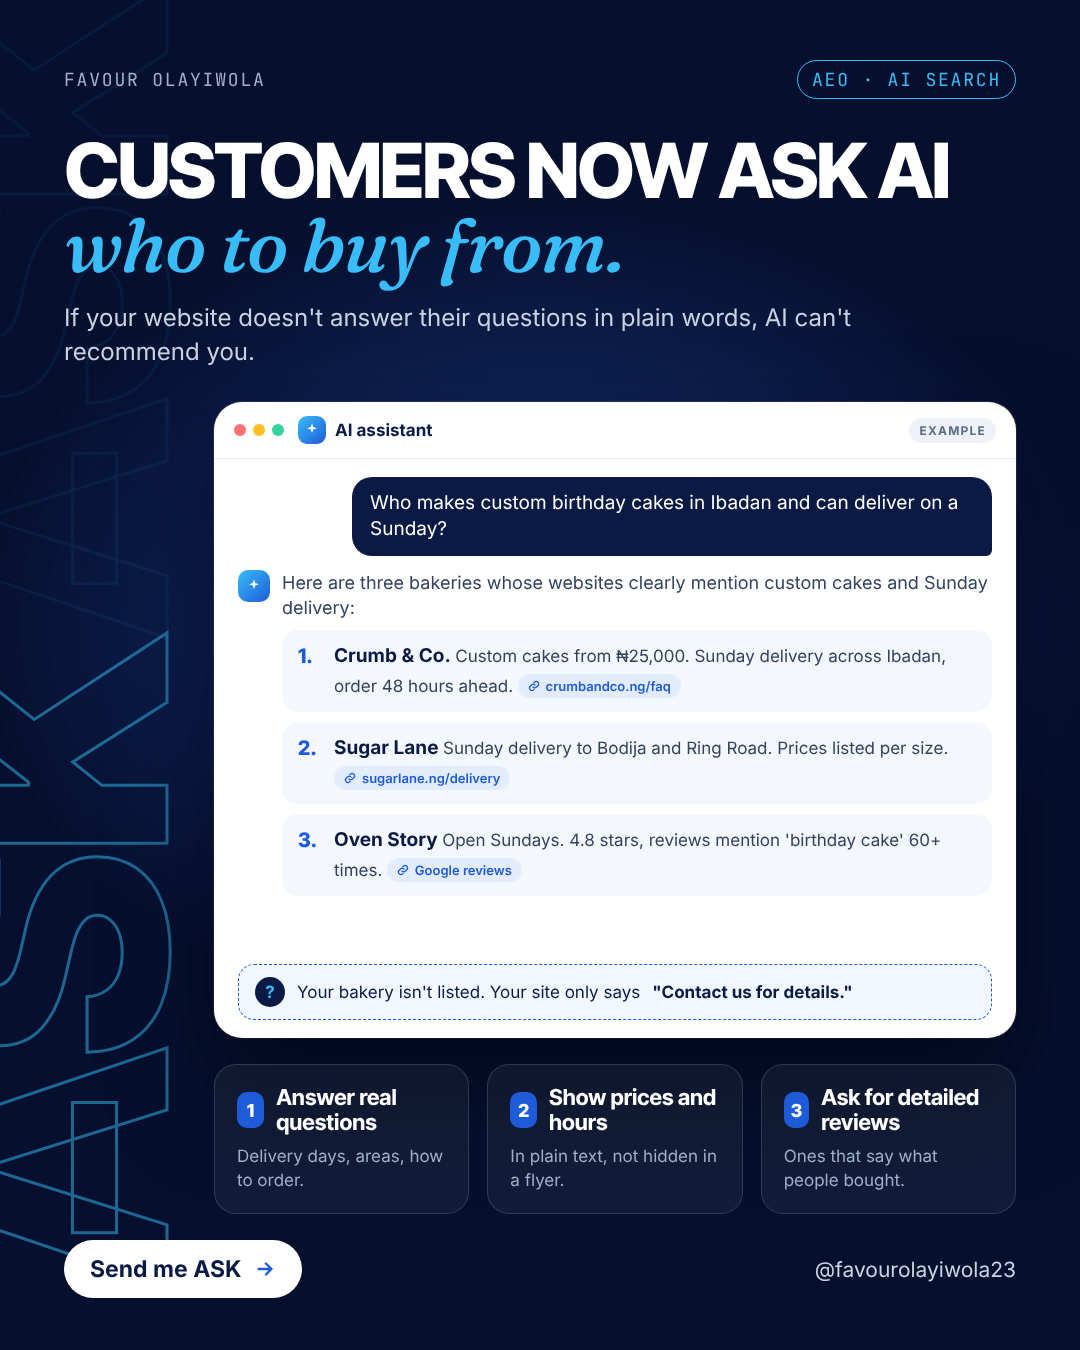 FAVOUR OLAYIWOLA
AEO · AI SEARCH
CUSTOMERS NOW ASK AI
who to buy from.
If your website doesn't answer their questions in plain words, AI can't
recommend you.
AI assistant
EXAMPLE
Who makes custom birthday cakes in Ibadan and can deliver on a
Sunday?
Here are three bakeries whose websites clearly mention custom cakes and Sunday
delivery:
1. Crumb & Co. Custom cakes from ₦25,000. Sunday delivery across Ibadan,
order 48 hours ahead. crumbandco.ng/faq
2. Sugar Lane Sunday delivery to Bodija and Ring Road. Prices listed per size.
sugarlane.ng/delivery
3. Oven Story Open Sundays. 4.8 stars, reviews mention 'birthday cake' 60+
times. Google reviews
? Your bakery isn't listed. Your site only says "Contact us for details."
1 Answer real
questions
Delivery days, areas, how
to order.
2 Show prices and
hours
In plain text, not hidden in
a flyer.
3 Ask for detailed
reviews
Ones that say what
people bought.
ASK
ASK
Send me ASK →
@favourolayiwola23